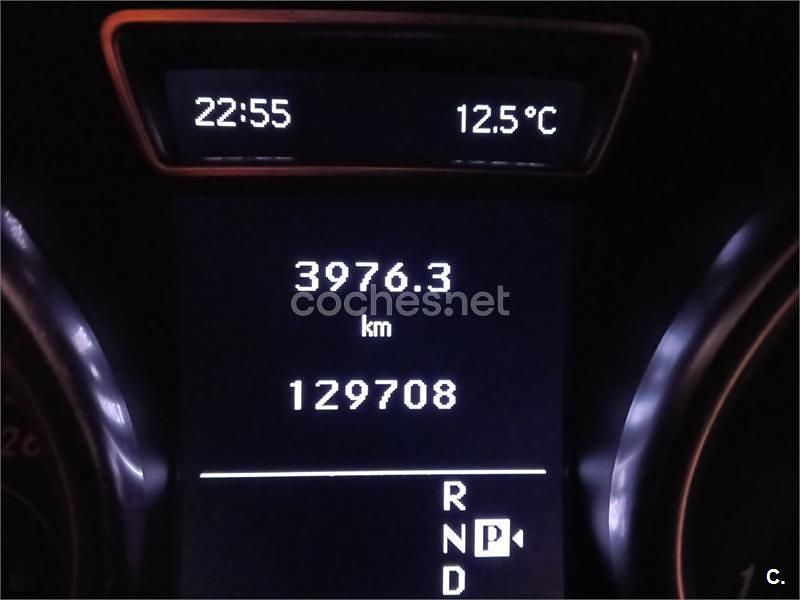 22:55 12.5°C
3976.3
coches.net
km
129708
R
N P
D
C.